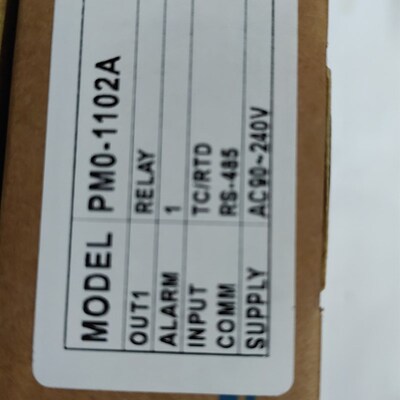 MODEL PM0-1102A
OUT1 RELAY
ALARM 1
INPUT TC/RTD
COMM RS-485
SUPPLY AC90~240V